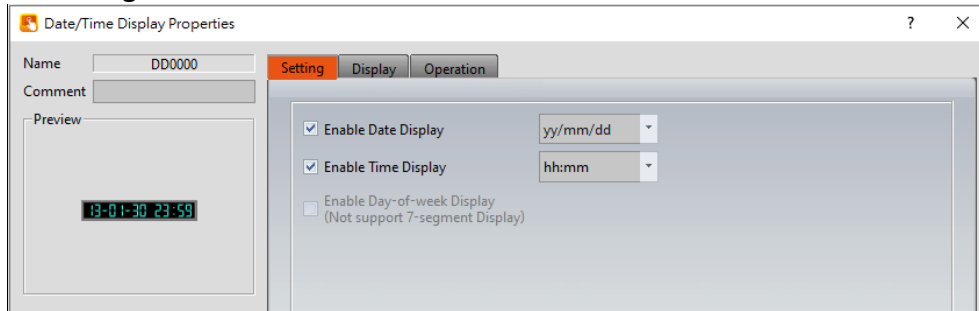 Date/Time Display Properties
?
Name
DD0000
Setting
Display
Operation
Comment
Preview
Enable Date Display
yy/mm/dd
Enable Time Display
hh:mm
Enable Day-of-week Display
(Not support 7-segment Display)
13-01-30 23:59